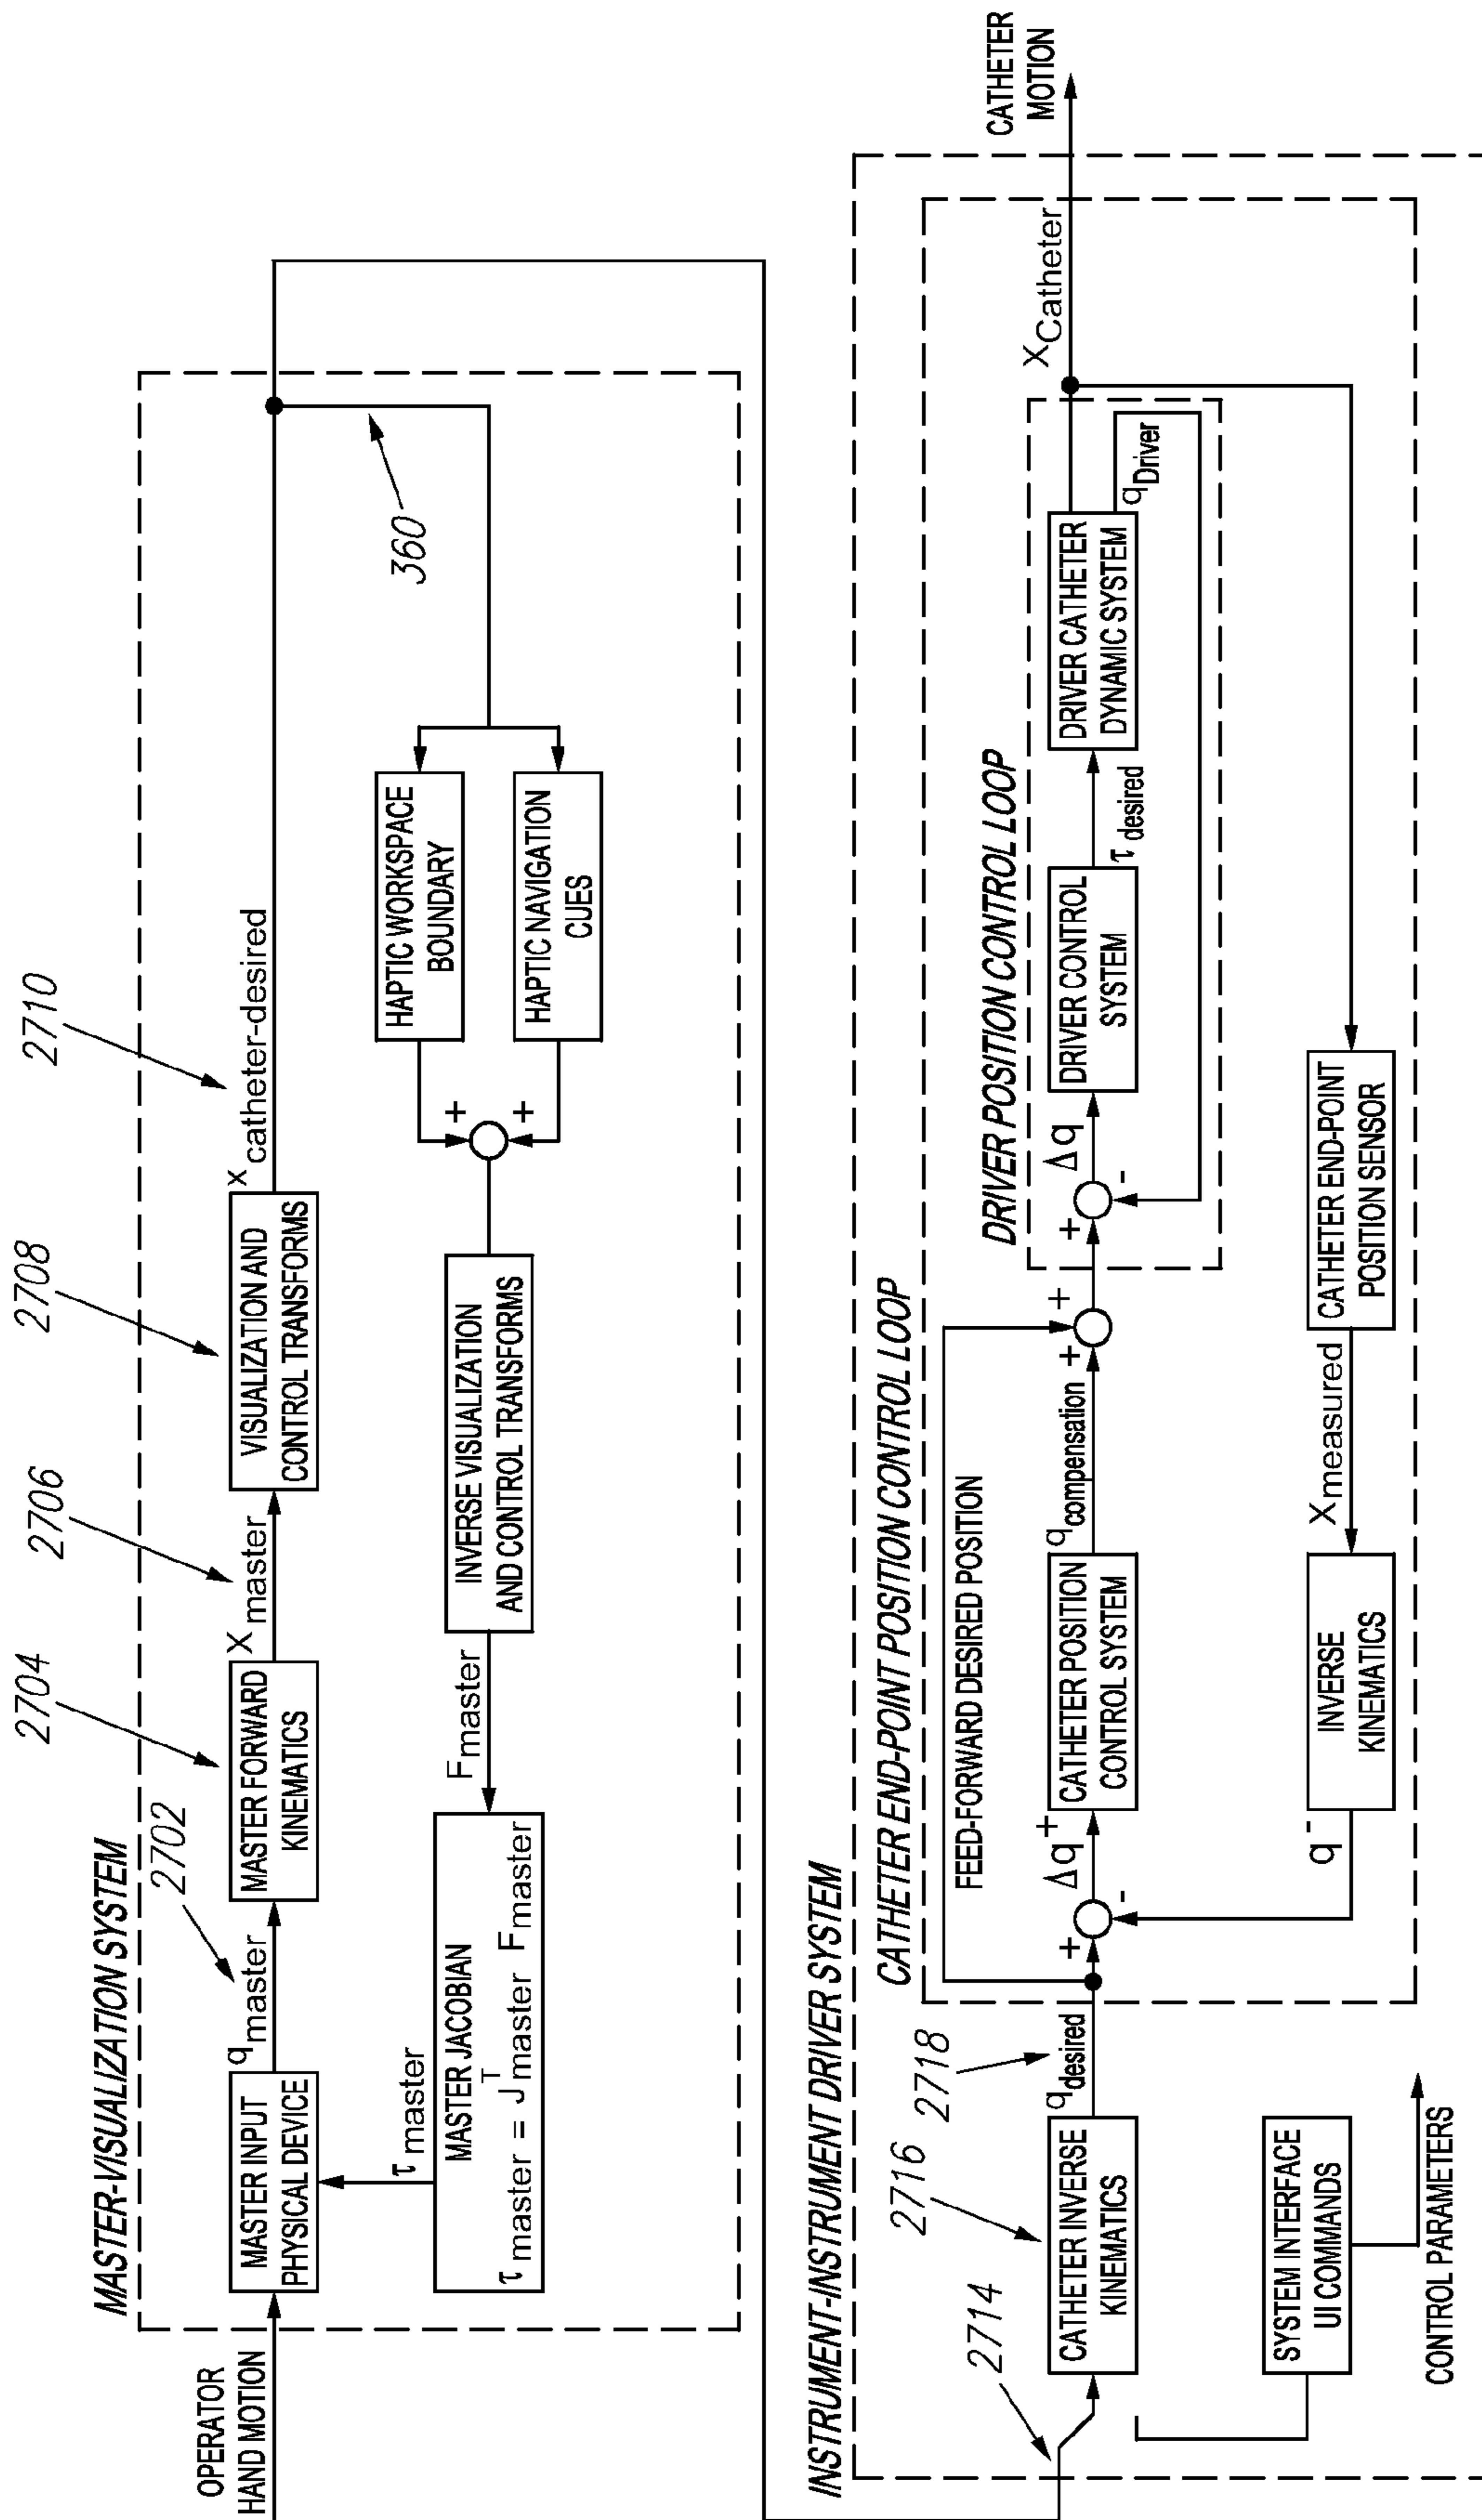 MASTER-VISUALIZATION SYSTEM
OPERATOR
HAND MOTION
MASTER INPUT
PHYSICAL DEVICE
q master
2702
MASTER FORWARD
KINEMATICS
2704
X master
2706
VISUALIZATION AND
CONTROL TRANSFORMS
2708
x catheter-desired
2710
360
HAPTIC WORKSPACE
BOUNDARY
HAPTIC NAVIGATION
CUES
+
+
INVERSE VISUALIZATION
AND CONTROL TRANSFORMS
F master
MASTER JACOBIAN
τ master = J master T F master
τ master
INSTRUMENT-INSTRUMENT DRIVER SYSTEM
2714
CATHETER INVERSE
KINEMATICS
2716
q desired
2718
SYSTEM INTERFACE
UI COMMANDS
CONTROL PARAMETERS
CATHETER END-POINT POSITION CONTROL LOOP
FEED-FORWARD DESIRED POSITION
+
-
Δq +
CATHETER POSITION
CONTROL SYSTEM
q compensation
+
+
DRIVER POSITION CONTROL LOOP
+
-
Δq
DRIVER CONTROL
SYSTEM
τ desired
DRIVER CATHETER
DYNAMIC SYSTEM
q Driver
X Catheter
CATHETER
MOTION
CATHETER END-POINT
POSITION SENSOR
X measured
INVERSE
KINEMATICS
q -